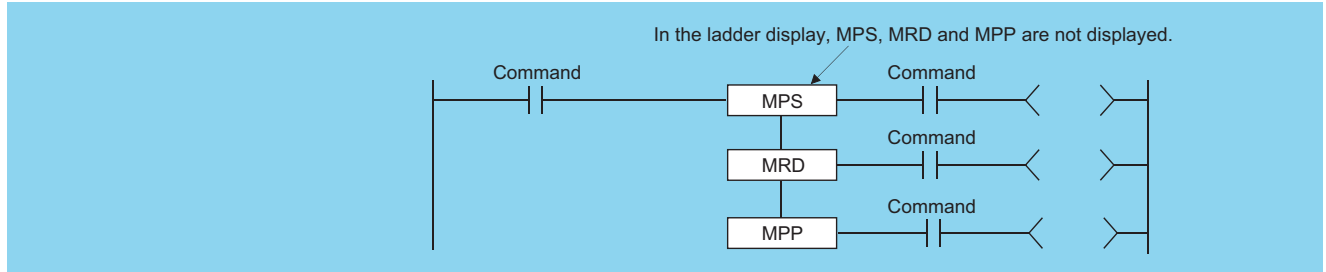 In the ladder display, MPS, MRD and MPP are not displayed.
Command
Command
MPS
Command
MRD
Command
MPP